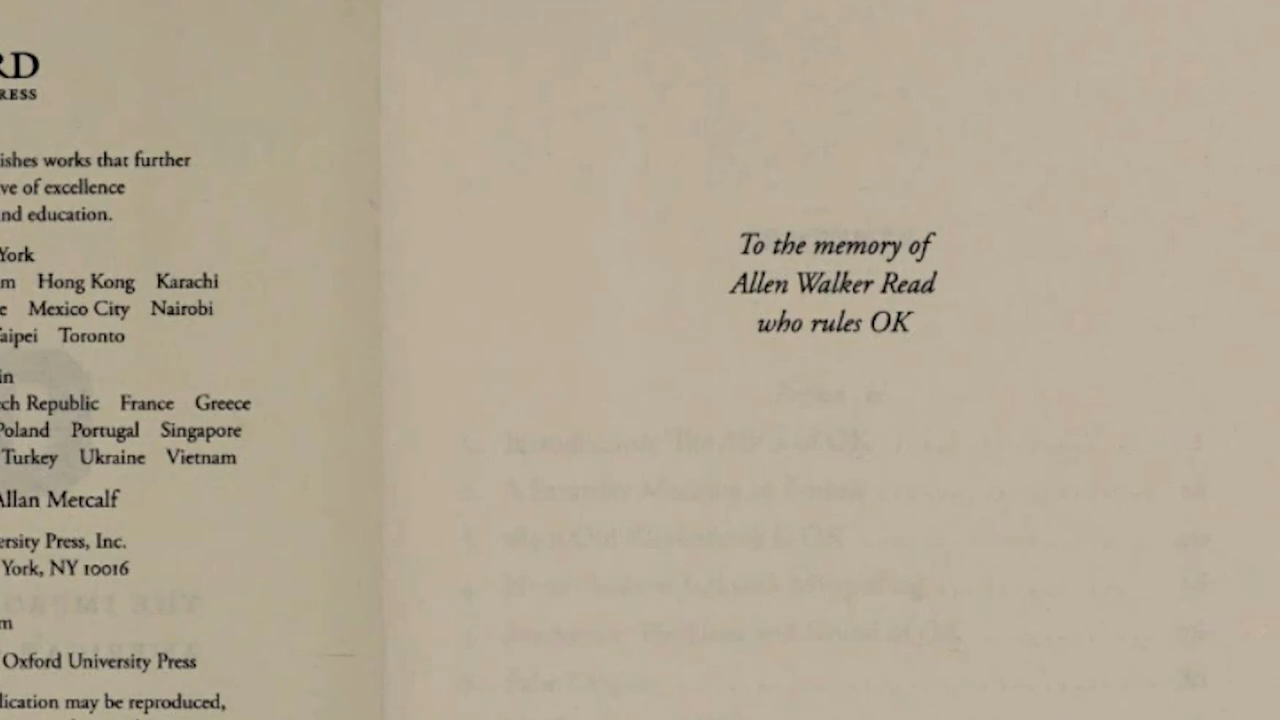 RD
RESS
ishes works that further
ve of excellence
nd education.
York
m Hong Kong Karachi
e Mexico City Nairobi
aipei Toronto
in
ch Republic France Greece
Poland Portugal Singapore
Turkey Ukraine Vietnam
Allan Metcalf
ersity Press, Inc.
York, NY 10016
m
Oxford University Press
lication may be reproduced,
To the memory of
Allen Walker Read
who rules OK